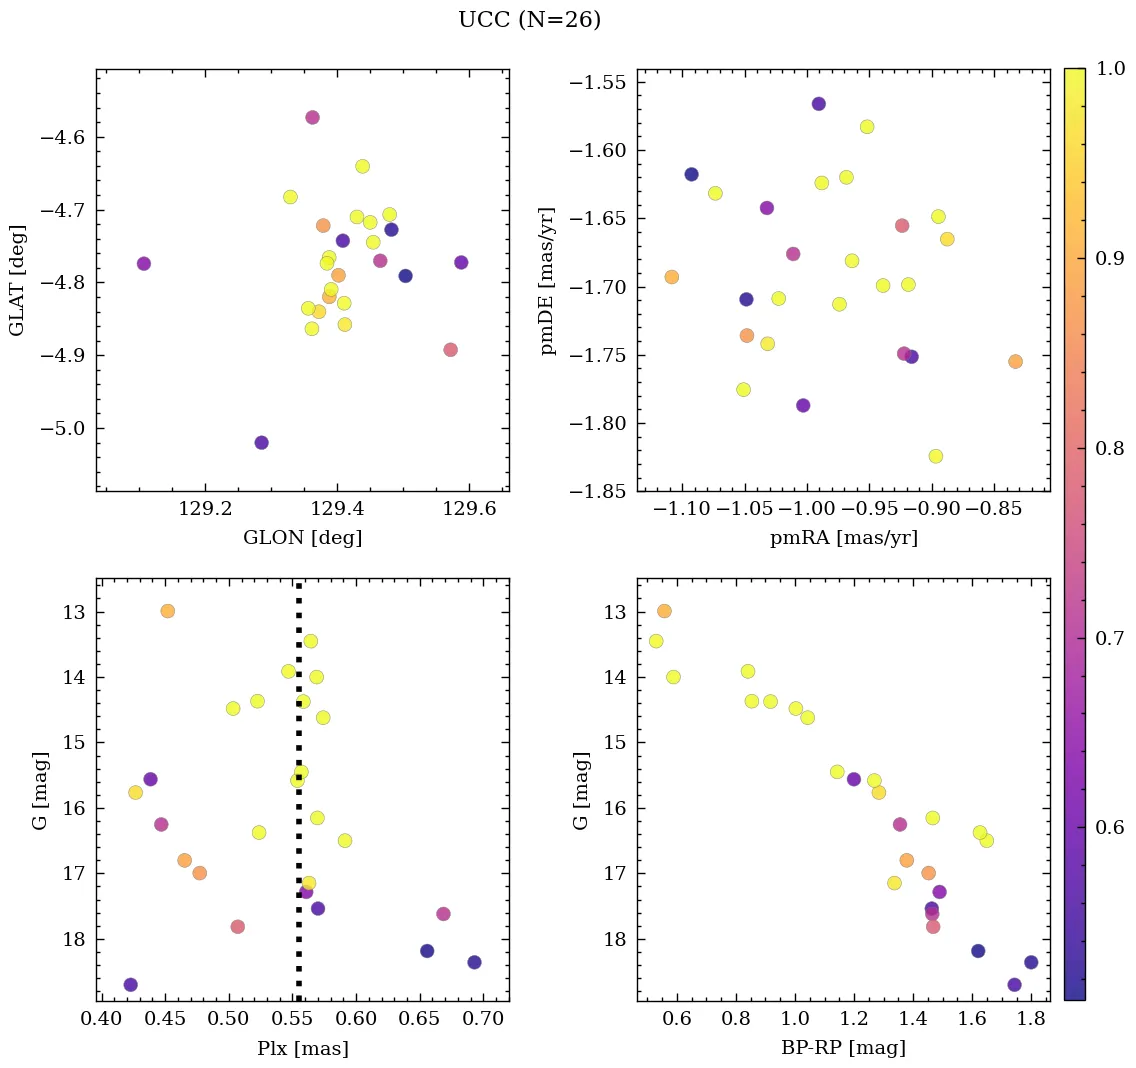 UCC (N=26)
−4.6
−4.7
−4.8
−4.9
−5.0
GLAT [deg]
129.2 129.4 129.6
GLON [deg]
−1.55
−1.60
−1.65
−1.70
−1.75
−1.80
−1.85
pmDE [mas/yr]
−1.10 −1.05 −1.00 −0.95 −0.90 −0.85
pmRA [mas/yr]
1.0
0.9
0.8
0.7
0.6
13
14
15
16
17
18
G [mag]
0.40 0.45 0.50 0.55 0.60 0.65 0.70
Plx [mas]
13
14
15
16
17
18
G [mag]
0.6 0.8 1.0 1.2 1.4 1.6 1.8
BP-RP [mag]